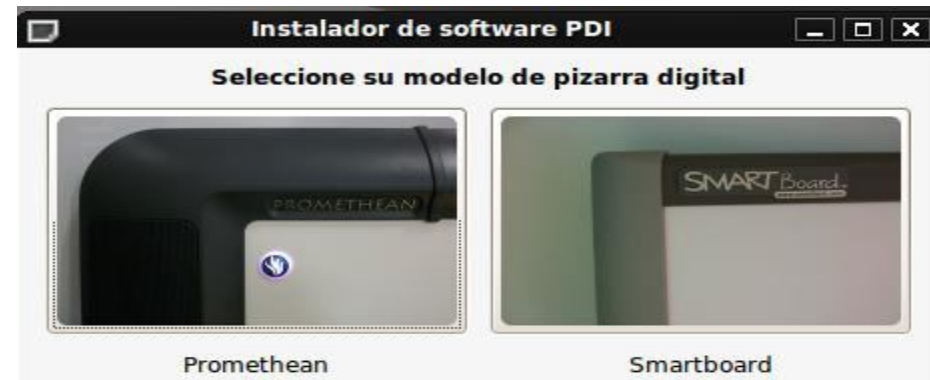 Instalador de software PDI
Seleccione su modelo de pizarra digital
PROMETHEAN
SMART Board.
Promethean
Smartboard